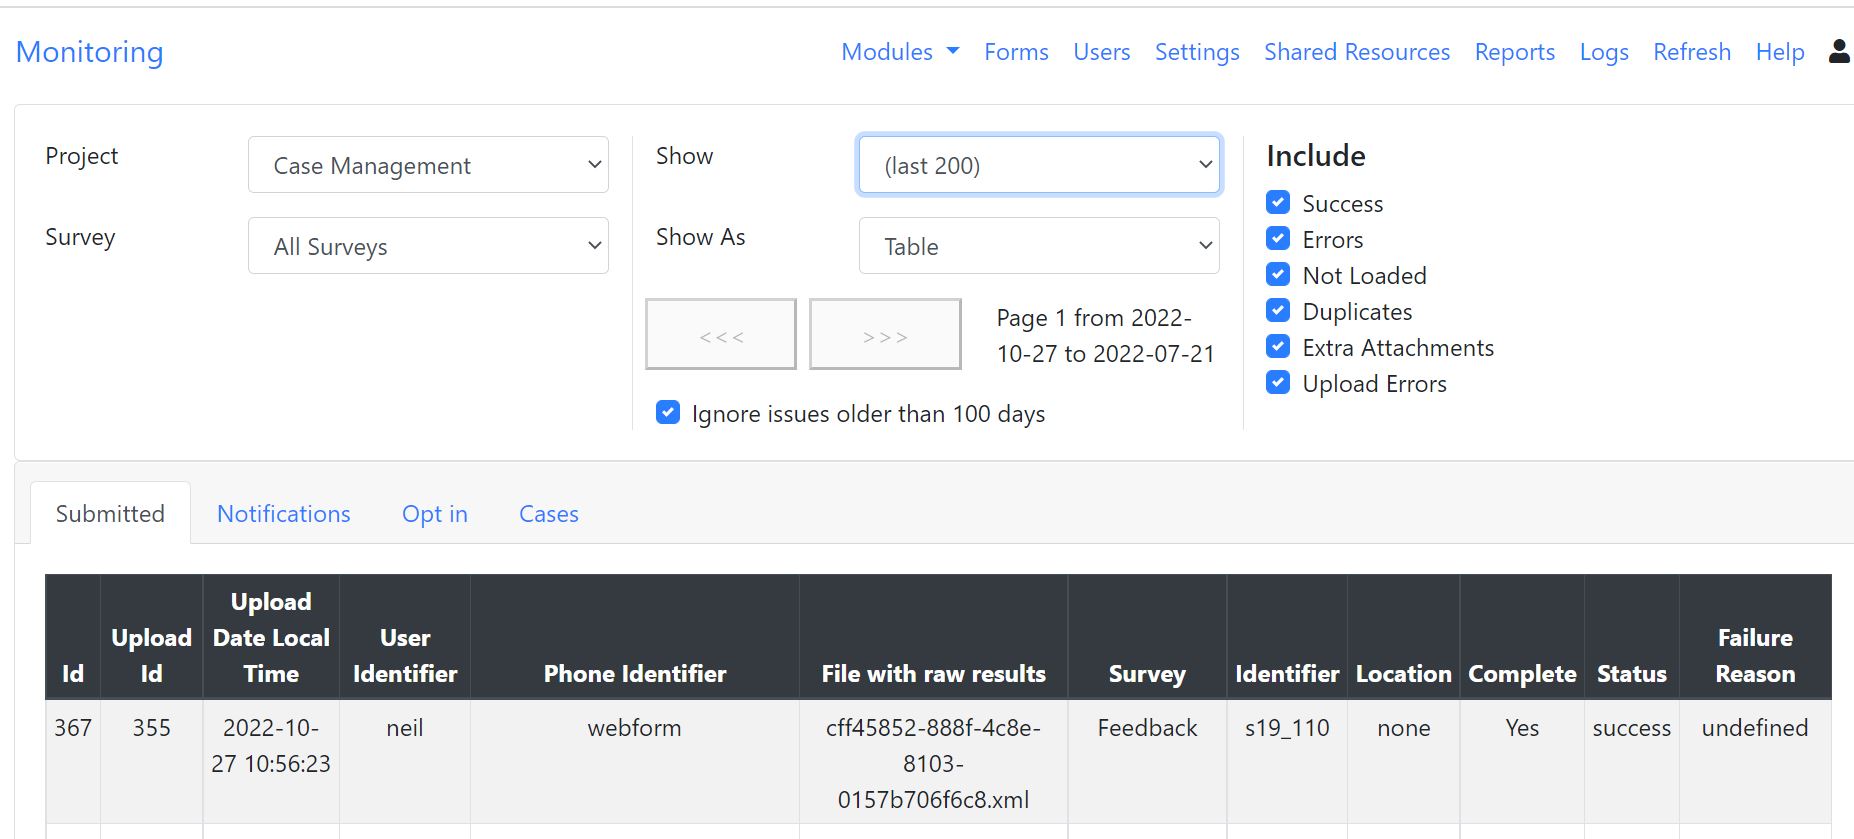 Monitoring
Modules Forms Users Settings Shared Resources Reports Logs Refresh Help
Project
Case Management
Survey
All Surveys
Show
(last 200)
Show As
Table
<<<
>>>
Page 1 from 2022-
10-27 to 2022-07-21
Ignore issues older than 100 days
Include
Success
Errors
Not Loaded
Duplicates
Extra Attachments
Upload Errors
Submitted Notifications Opt in Cases
Id
Upload
Id
Upload
Date Local
Time
User
Identifier
Phone Identifier
File with raw results
Survey
Identifier
Location
Complete
Status
Failure
Reason
367
355
2022-10-
27 10:56:23
neil
webform
cff45852-888f-4c8e-
8103-
0157b706f6c8.xml
Feedback
s19_110
none
Yes
success
undefined